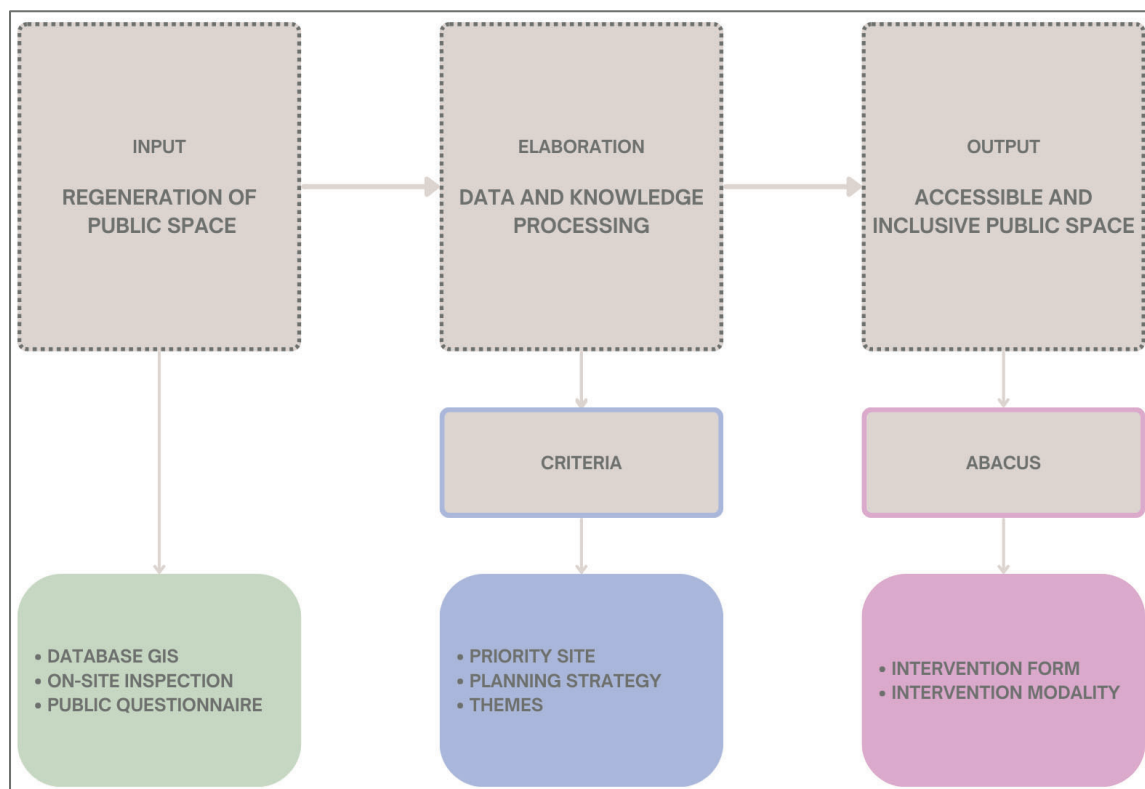 INPUT
REGENERATION OF
PUBLIC SPACE
ELABORATION
DATA AND KNOWLEDGE
PROCESSING
OUTPUT
ACCESSIBLE AND
INCLUSIVE PUBLIC SPACE
CRITERIA
ABACUS
• DATABASE GIS
• ON-SITE INSPECTION
• PUBLIC QUESTIONNAIRE
• PRIORITY SITE
• PLANNING STRATEGY
• THEMES
• INTERVENTION FORM
• INTERVENTION MODALITY